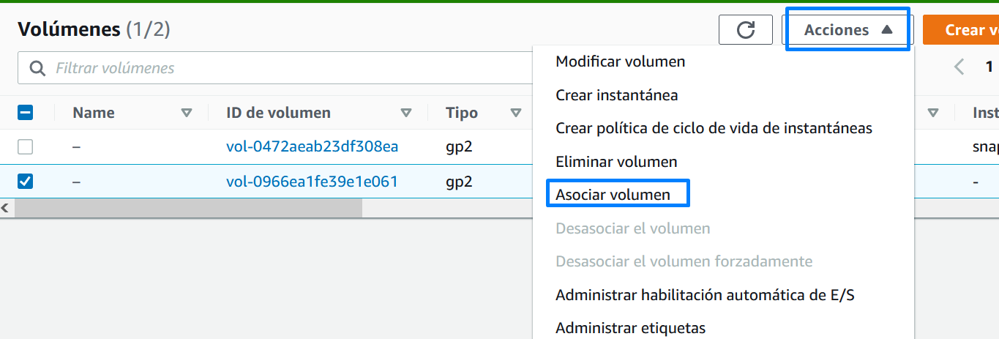 Volúmenes (1/2)
Acciones
Crear
Filtrar volúmenes
1
Modificar volumen
Crear instantánea
Crear política de ciclo de vida de instantáneas
Eliminar volumen
Asociar volumen
Desasociar el volumen
Desasociar el volumen forzadamente
Administrar habilitación automática de E/S
Administrar etiquetas
Name ID de volumen Tipo
– vol-0472aeab23df308ea gp2
– vol-0966ea1fe39e1e061 gp2 -